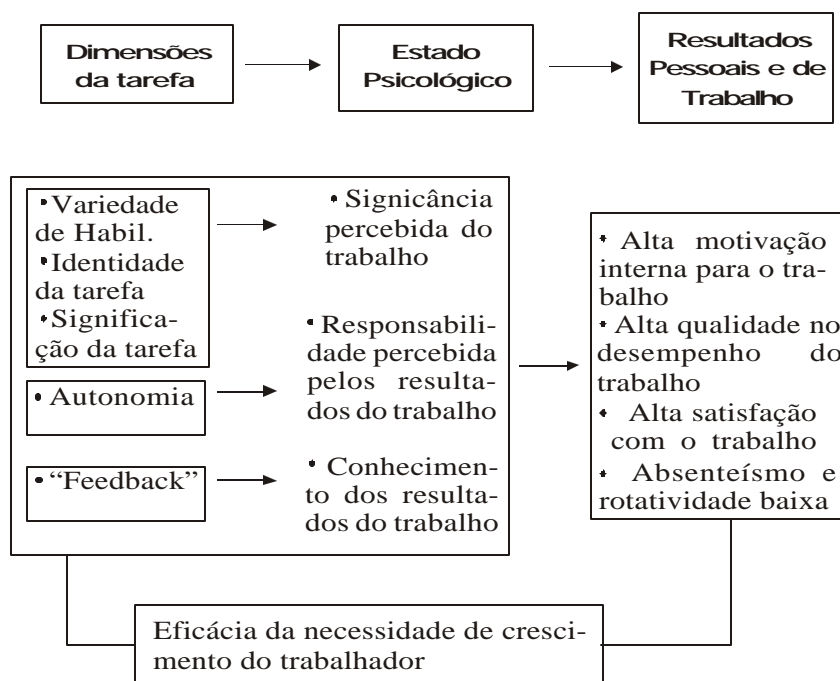 Dimensões
da tarefa
Estado
Psicológico
Resultados
Pessoais e de
Trabalho
•Variedade
de Habil.
•Identidade
da tarefa
•Significa-
ção da tarefa
• Autonomia
• “Feedback”
• Signicância
percebida do
trabalho
• Responsabili-
dade percebida
pelos resulta-
dos do trabalho
• Conhecimen-
to dos resulta-
dos do trabalho
• Alta motivação
interna para o tra-
balho
• Alta qualidade no
desempenho do
trabalho
• Alta satisfação
com o trabalho
• Absenteísmo e
rotatividade baixa
Eficácia da necessidade de cresci-
mento do trabalhador